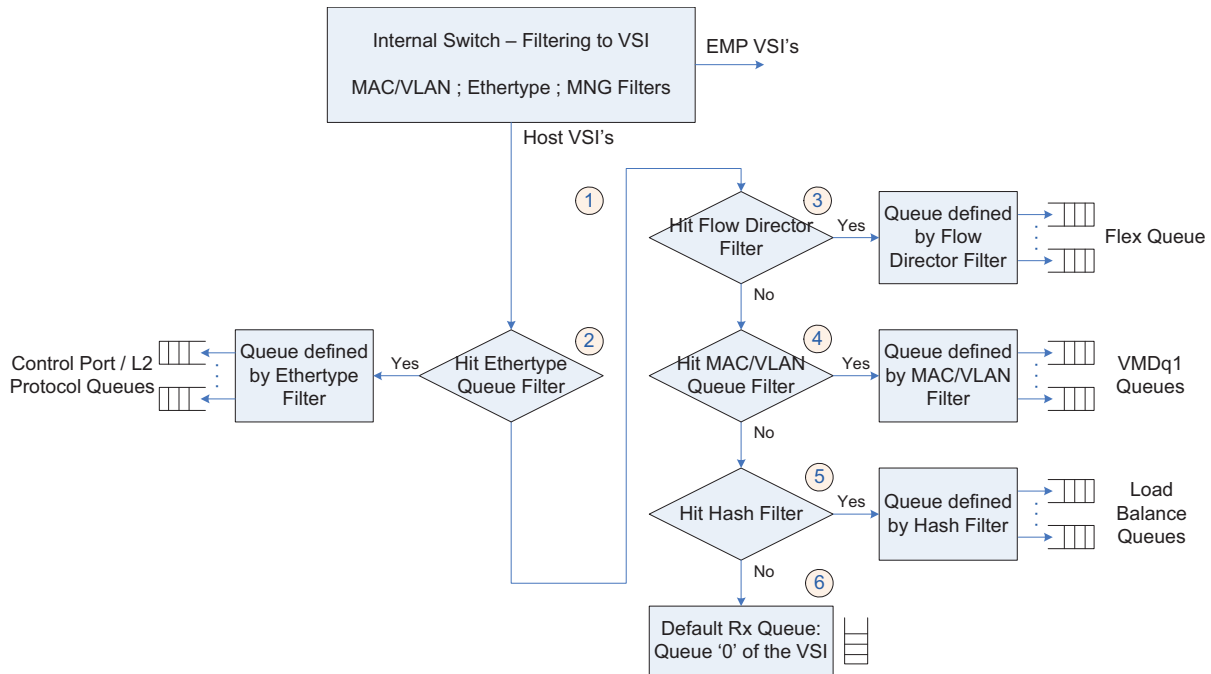 Internal Switch – Filtering to VSI
MAC/VLAN ; Ethertype ; MNG Filters
EMP VSI's
Host VSI's
1
2
Hit Ethertype
Queue Filter
Yes
Queue defined
by Ethertype
Filter
Control Port / L2
Protocol Queues
3
Hit Flow Director
Filter
Yes
Queue defined
by Flow
Director Filter
Flex Queue
No
4
Hit MAC/VLAN
Queue Filter
Yes
Queue defined
by MAC/VLAN
Filter
VMDq1
Queues
No
5
Hit Hash Filter
Yes
Queue defined
by Hash Filter
Load
Balance
Queues
No
6
Default Rx Queue:
Queue ‘0’ of the VSI